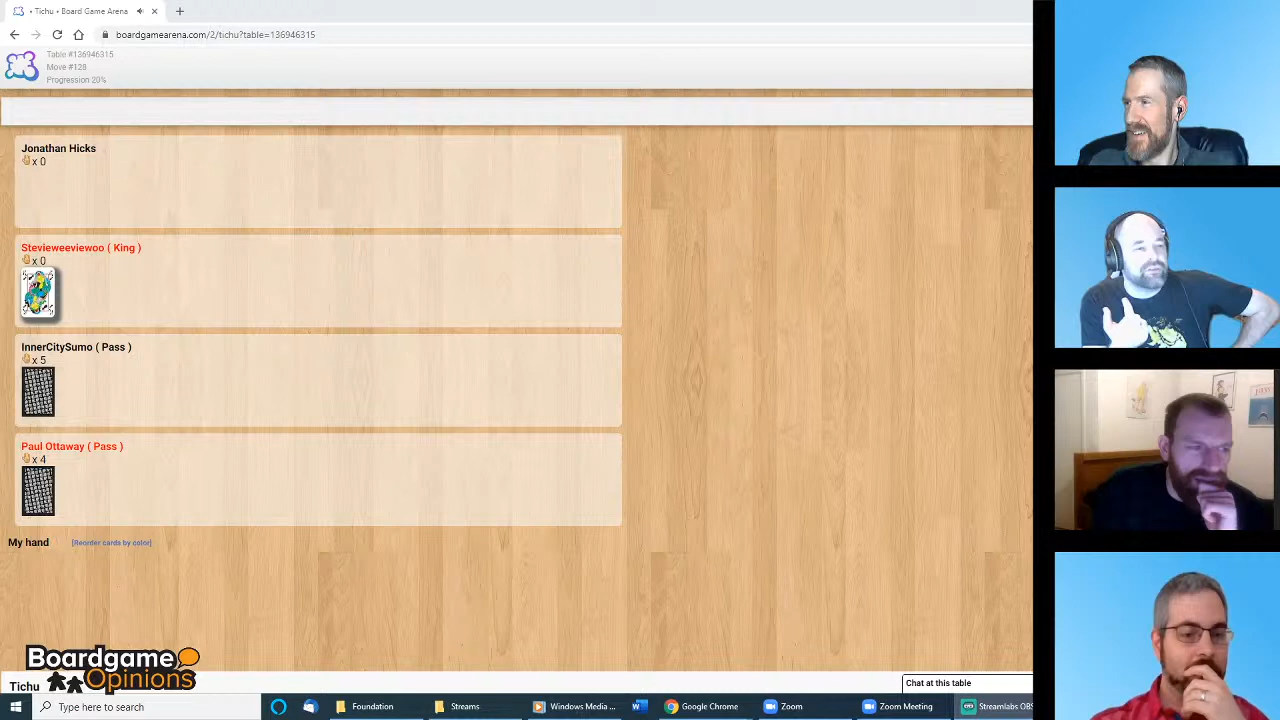 • Tichu • Board Game Arena
boardgamearena.com/2/tichu?table=136946315
Table #136946315
Move #128
Progression 20%
Jonathan Hicks
x 0
Stevieweeviewoo ( King )
x 0
InnerCitySumo ( Pass )
x 5
Paul Ottaway ( Pass )
x 4
My hand [Reorder cards by color]
Boardgame
Opinions
Tichu
Chat at this table
Type here to search
Foundation
Streams
Windows Media ...
Google Chrome
Zoom
Zoom Meeting
Streamlabs OBS